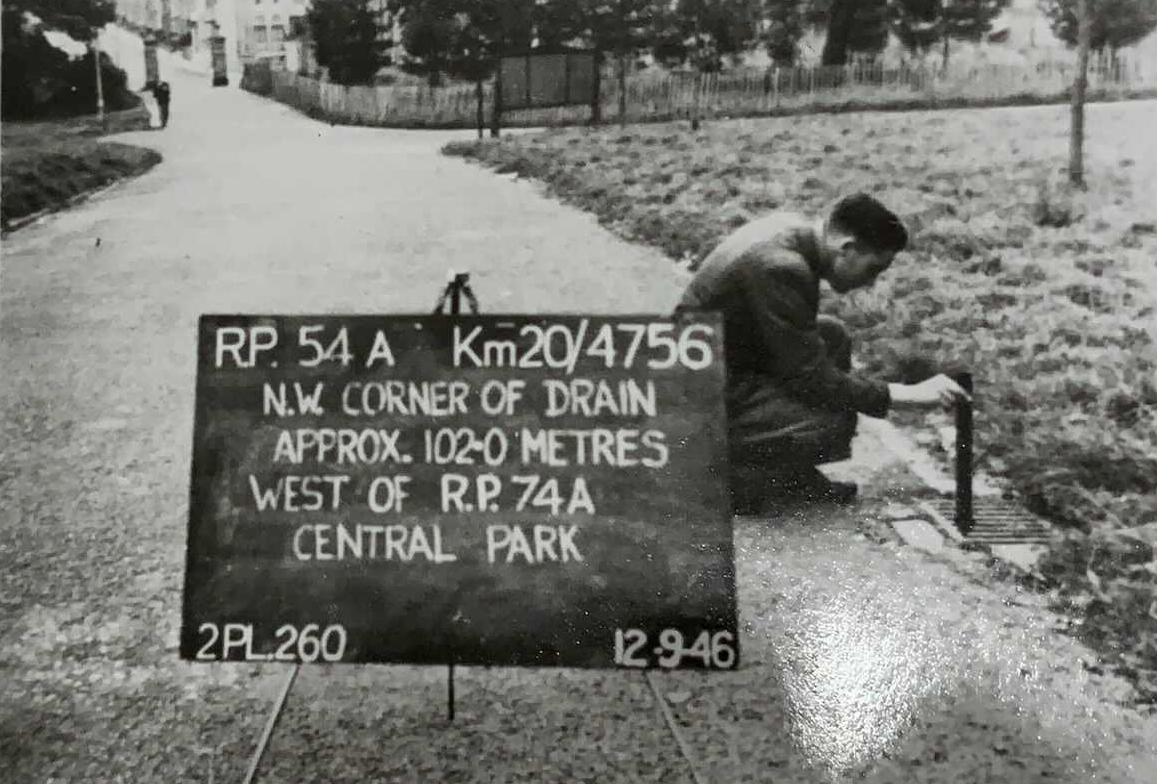 R.P. 54 A Km20/4756
N.W. CORNER OF DRAIN
APPROX. 102·0 METRES
WEST OF R.P. 74A
CENTRAL PARK
2PL.260 12·9·46